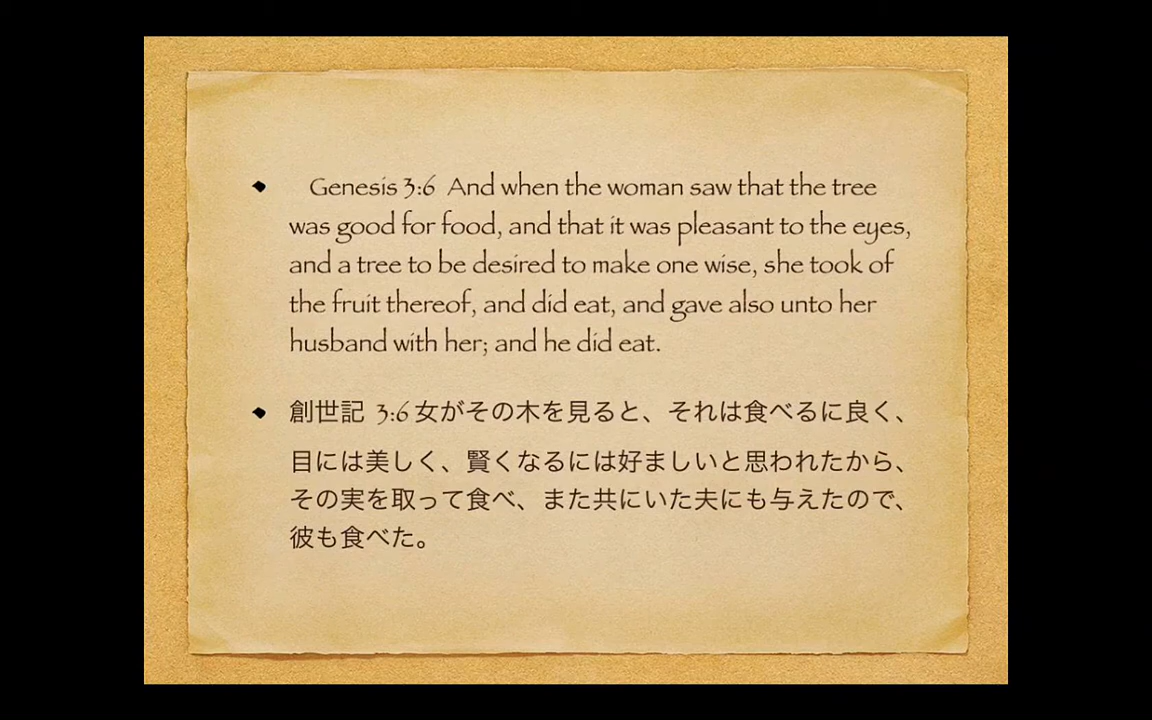 Genesis 3:6 And when the woman saw that the tree
was good for food, and that it was pleasant to the eyes,
and a tree to be desired to make one wise, she took of
the fruit thereof, and did eat, and gave also unto her
husband with her; and he did eat.
創世記 3:6 女がその木を見ると、それは食べるに良く、
目には美しく、賢くなるには好ましいと思われたから、
その実を取って食べ、また共にいた夫にも与えたので、
彼も食べた。